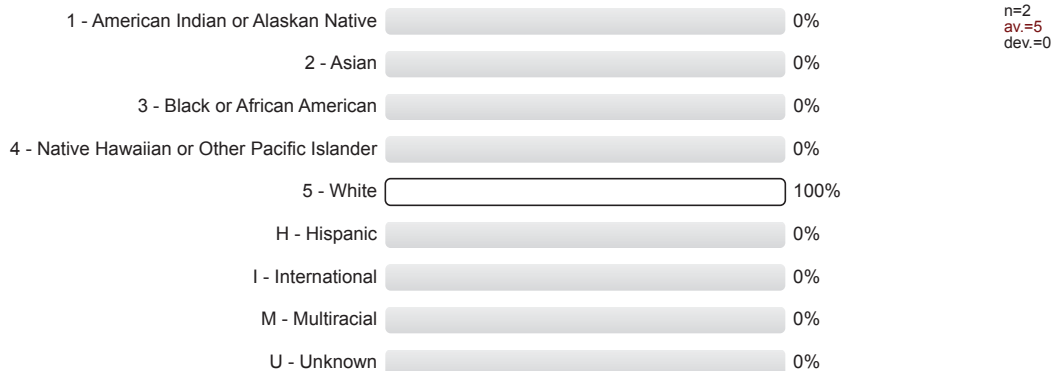 1 - American Indian or Alaskan Native 0%
2 - Asian 0%
3 - Black or African American 0%
4 - Native Hawaiian or Other Pacific Islander 0%
5 - White 100%
H - Hispanic 0%
I - International 0%
M - Multiracial 0%
U - Unknown 0%
n=2
av.=5
dev.=0